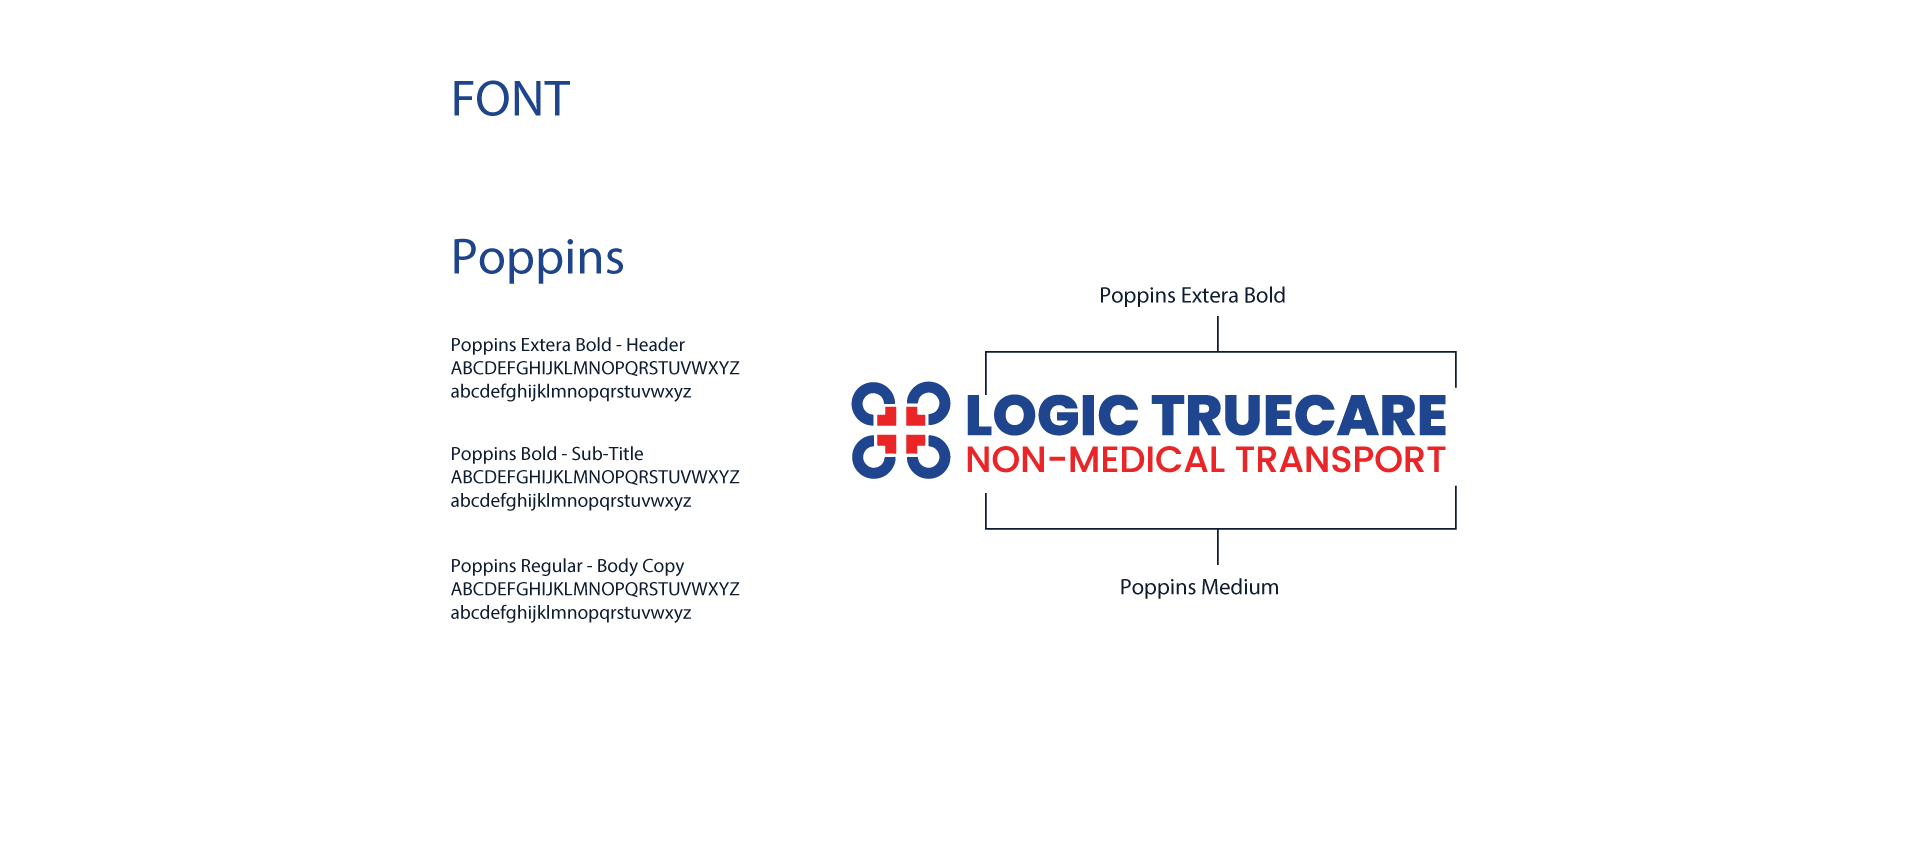 FONT
Poppins
Poppins Extera Bold - Header
ABCDEFGHIJKLMNOPQRSTUVWXYZ
abcdefghijklmnopqrstuvwxyz
Poppins Bold - Sub-Title
ABCDEFGHIJKLMNOPQRSTUVWXYZ
abcdefghijklmnopqrstuvwxyz
Poppins Regular - Body Copy
ABCDEFGHIJKLMNOPQRSTUVWXYZ
abcdefghijklmnopqrstuvwxyz
Poppins Extera Bold
LOGIC TRUECARE
NON-MEDICAL TRANSPORT
Poppins Medium